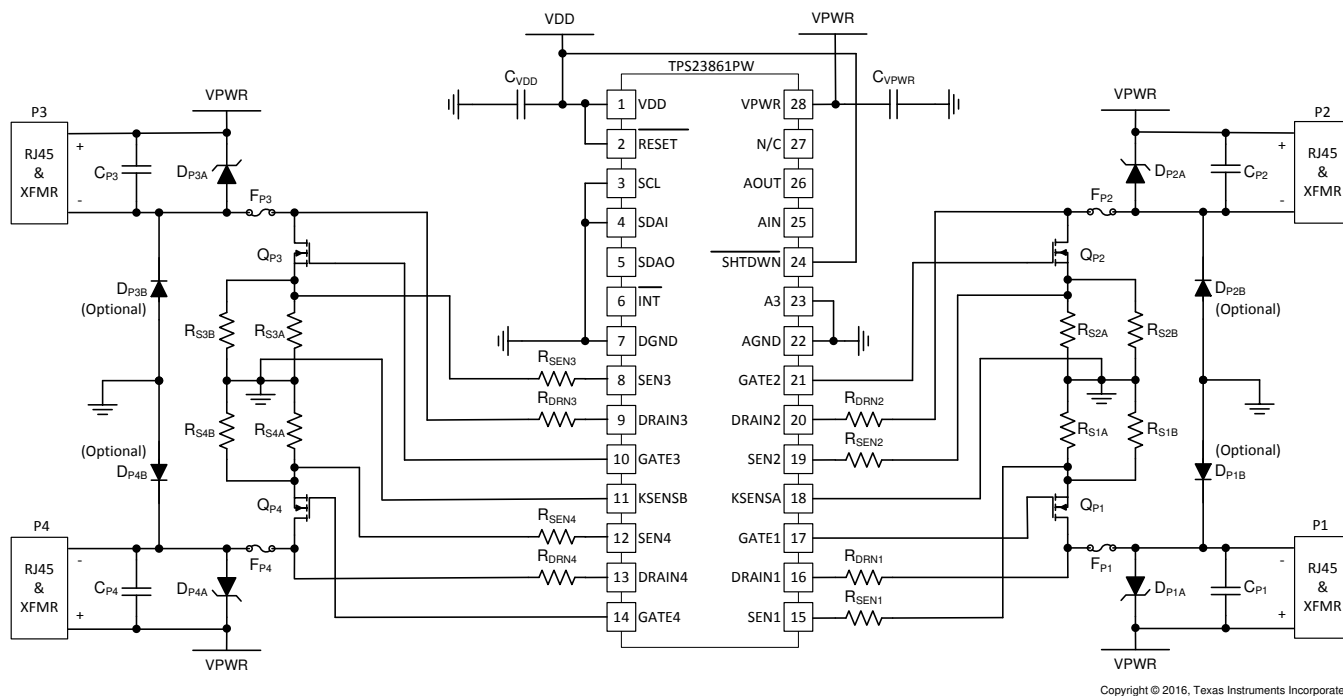 VDD
VPWR
TPS23861PW
CVDD
CVPWR
P3
VPWR
VPWR
P2
1 VDD
VPWR 28
2 RESET
N/C 27
RJ45
&
XFMR
+
-
CP3
DP3A
FP3
3 SCL
AOUT 26
4 SDAI
AIN 25
5 SDAO
SHTDWN 24
6 INT
A3 23
7 DGND
AGND 22
8 SEN3
GATE2 21
9 DRAIN3
DRAIN2 20
10 GATE3
SEN2 19
11 KSENSB
KSENSA 18
12 SEN4
GATE1 17
13 DRAIN4
DRAIN1 16
14 GATE4
SEN1 15
FP2
DP2A
CP2
+
-
RJ45
&
XFMR
QP3
QP2
DP3B
(Optional)
DP2B
(Optional)
RS3B
RS3A
RS2A
RS2B
RSEN3
RDRN3
RDRN2
RSEN2
RS4B
RS4A
RS1A
RS1B
(Optional)
DP4B
(Optional)
DP1B
QP4
QP1
RSEN4
RDRN4
RDRN1
RSEN1
P4
P1
RJ45
&
XFMR
-
+
CP4
DP4A
FP4
FP1
DP1A
CP1
-
+
RJ45
&
XFMR
VPWR
VPWR
Copyright © 2016, Texas Instruments Incorporate